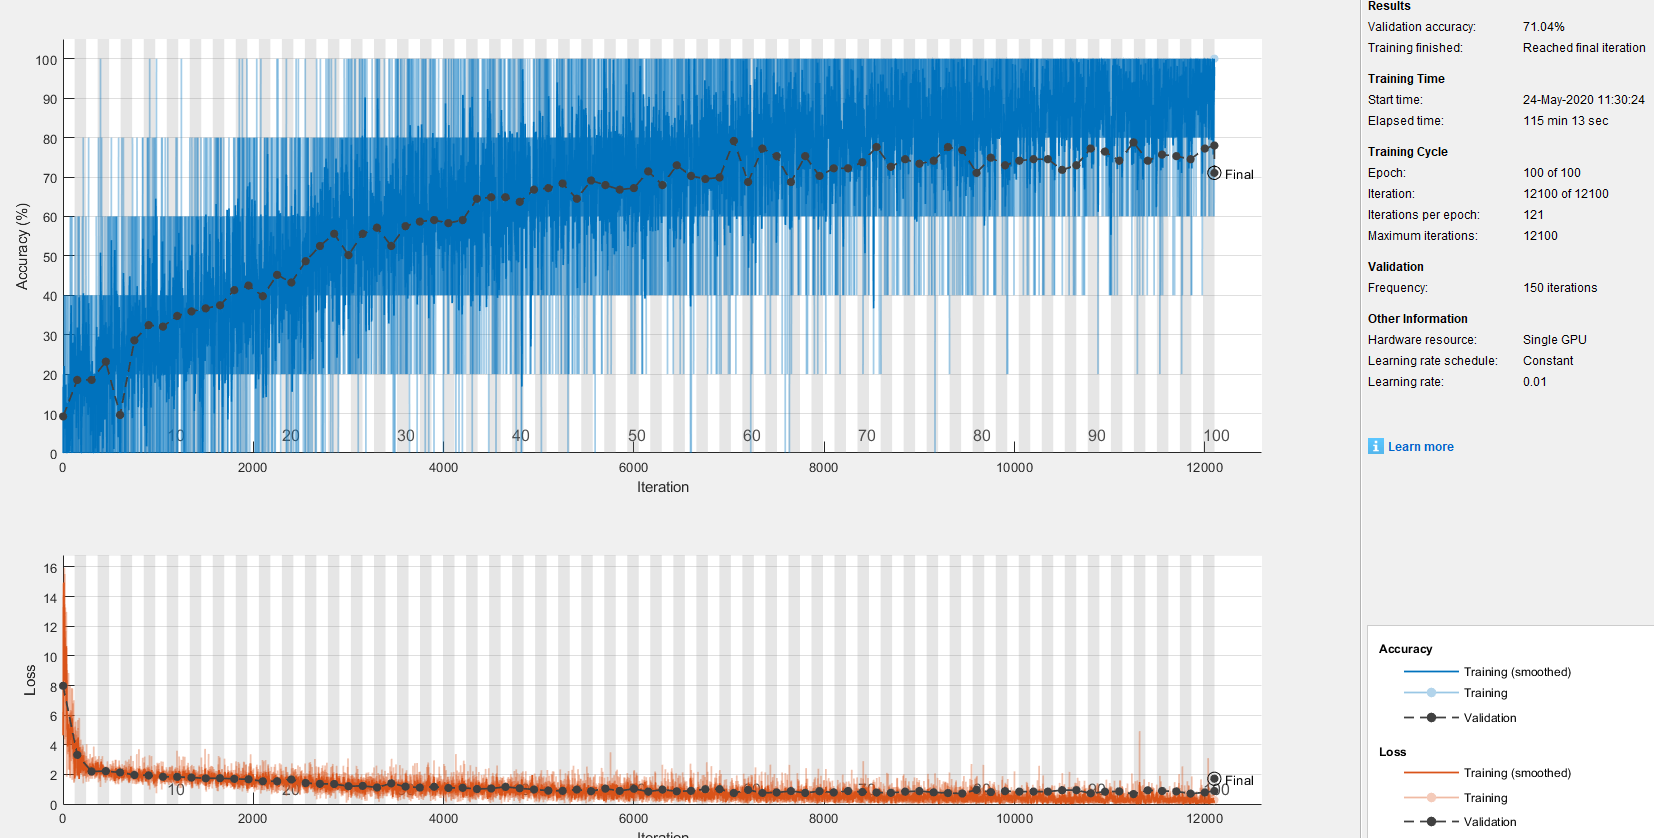 Results
Validation accuracy: 71.04%
Training finished: Reached final iteration
Training Time
Start time: 24-May-2020 11:30:24
Elapsed time: 115 min 13 sec
Training Cycle
Epoch: 100 of 100
Iteration: 12100 of 12100
Iterations per epoch: 121
Maximum iterations: 12100
Validation
Frequency: 150 iterations
Other Information
Hardware resource: Single GPU
Learning rate schedule: Constant
Learning rate: 0.01
i Learn more
Accuracy (%)
100
90
80
70
60
50
40
30
20
10
0
Final
10 20 30 40 50 60 70 80 90 100
0 2000 4000 6000 8000 10000 12000
Iteration
Loss
16
14
12
10
8
6
4
2
0
Final
10 20 80 90 100
0 2000 4000 6000 8000 10000 12000
Iteration
Accuracy
Training (smoothed)
Training
Validation
Loss
Training (smoothed)
Training
Validation